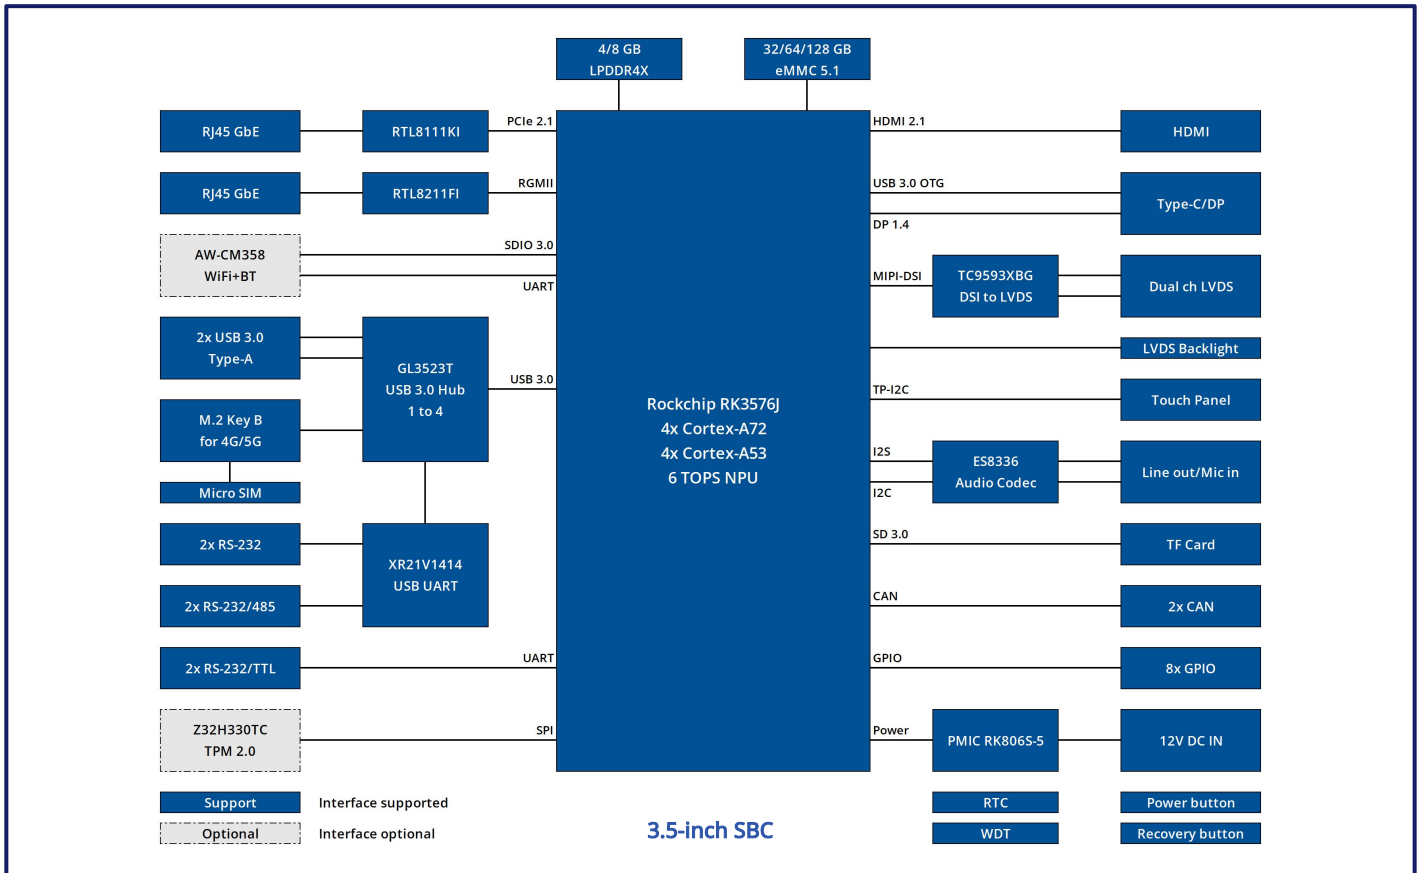 4/8 GB
LPDDR4X
32/64/128 GB
eMMC 5.1
RJ45 GbE
RTL8111KI
PCIe 2.1
HDMI 2.1
HDMI
RJ45 GbE
RTL8211FI
RGMII
USB 3.0 OTG
DP 1.4
Type-C/DP
AW-CM358
WiFi+BT
SDIO 3.0
UART
MIPI-DSI
TC9593XBG
DSI to LVDS
Dual ch LVDS
2x USB 3.0
Type-A
GL3523T
USB 3.0 Hub
1 to 4
USB 3.0
LVDS Backlight
TP-I2C
Touch Panel
M.2 Key B
for 4G/5G
Micro SIM
Rockchip RK3576J
4x Cortex-A72
4x Cortex-A53
6 TOPS NPU
I2S
I2C
ES8336
Audio Codec
Line out/Mic in
2x RS-232
XR21V1414
USB UART
SD 3.0
TF Card
2x RS-232/485
CAN
2x CAN
2x RS-232/TTL
UART
GPIO
8x GPIO
Z32H330TC
TPM 2.0
SPI
Power
PMIC RK806S-5
12V DC IN
Support
Interface supported
RTC
Power button
Optional
Interface optional
3.5-inch SBC
WDT
Recovery button